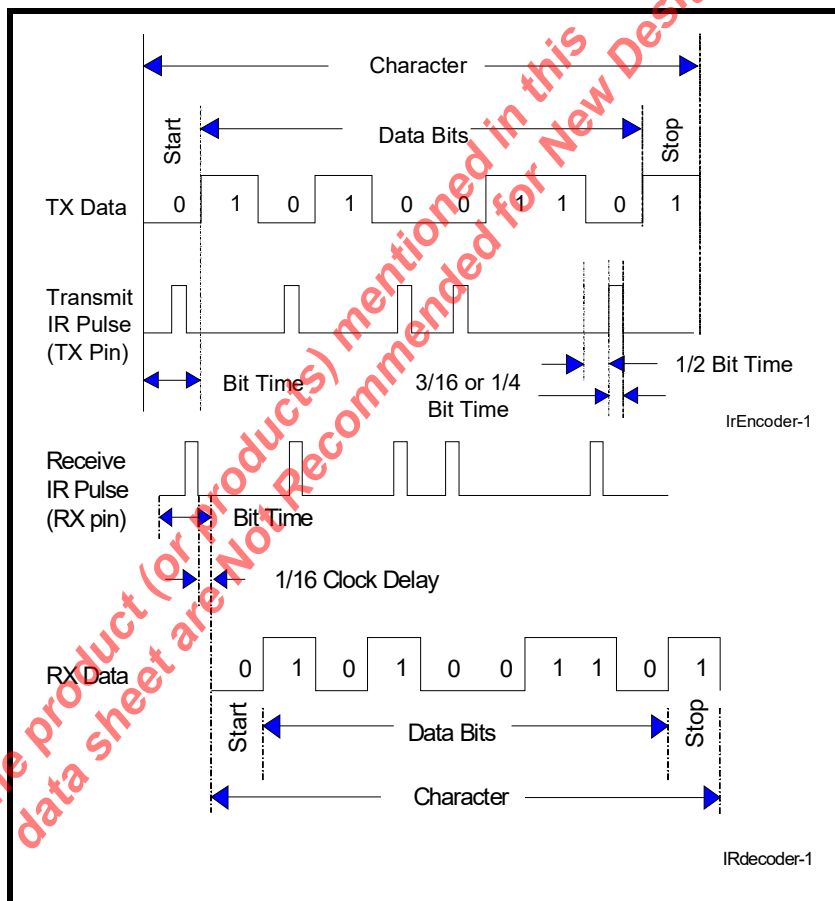 Character
Start
Data Bits
Stop
TX Data
0 1 0 1 0 0 1 1 0 1
Transmit
IR Pulse
(TX Pin)
Bit Time
3/16 or 1/4
Bit Time
1/2 Bit Time
IrEncoder-1
Receive
IR Pulse
(RX pin)
Bit Time
1/16 Clock Delay
RX Data
0 1 0 1 0 0 1 1 0 1
Start
Data Bits
Stop
Character
IRdecoder-1
product (or products) mentioned in this
data sheet are Not Recommended for New